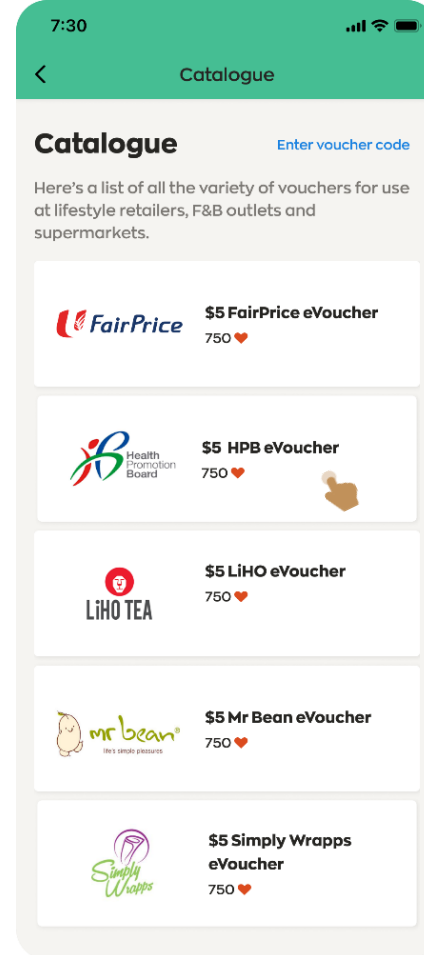 7:30
Catalogue
Catalogue
Enter voucher code
Here's a list of all the variety of vouchers for use
at lifestyle retailers, F&B outlets and
supermarkets.
FairPrice
$5 FairPrice eVoucher
750
Health
Promotion
Board
$5 HPB eVoucher
750
LiHO TEA
$5 LiHO eVoucher
750
mr bean®
life's simple pleasures
$5 Mr Bean eVoucher
750
Simply
Wrapps
$5 Simply Wrapps
eVoucher
750